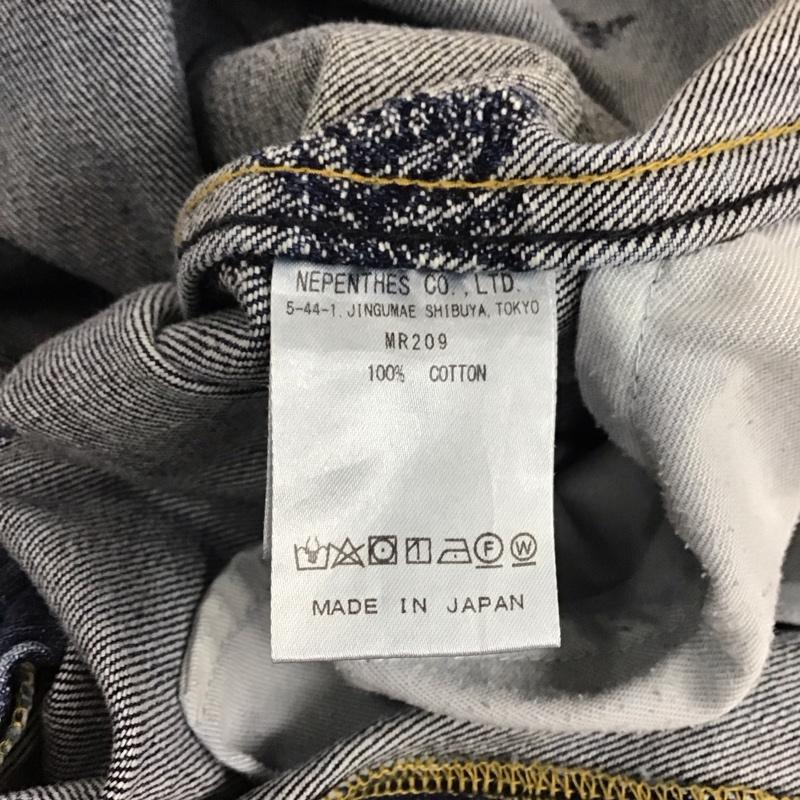 NEPENTHES CO.,LTD.
5-44-1, JINGUMAE SHIBUYA, TOKYO
MR209
100% COTTON
F W
MADE IN JAPAN